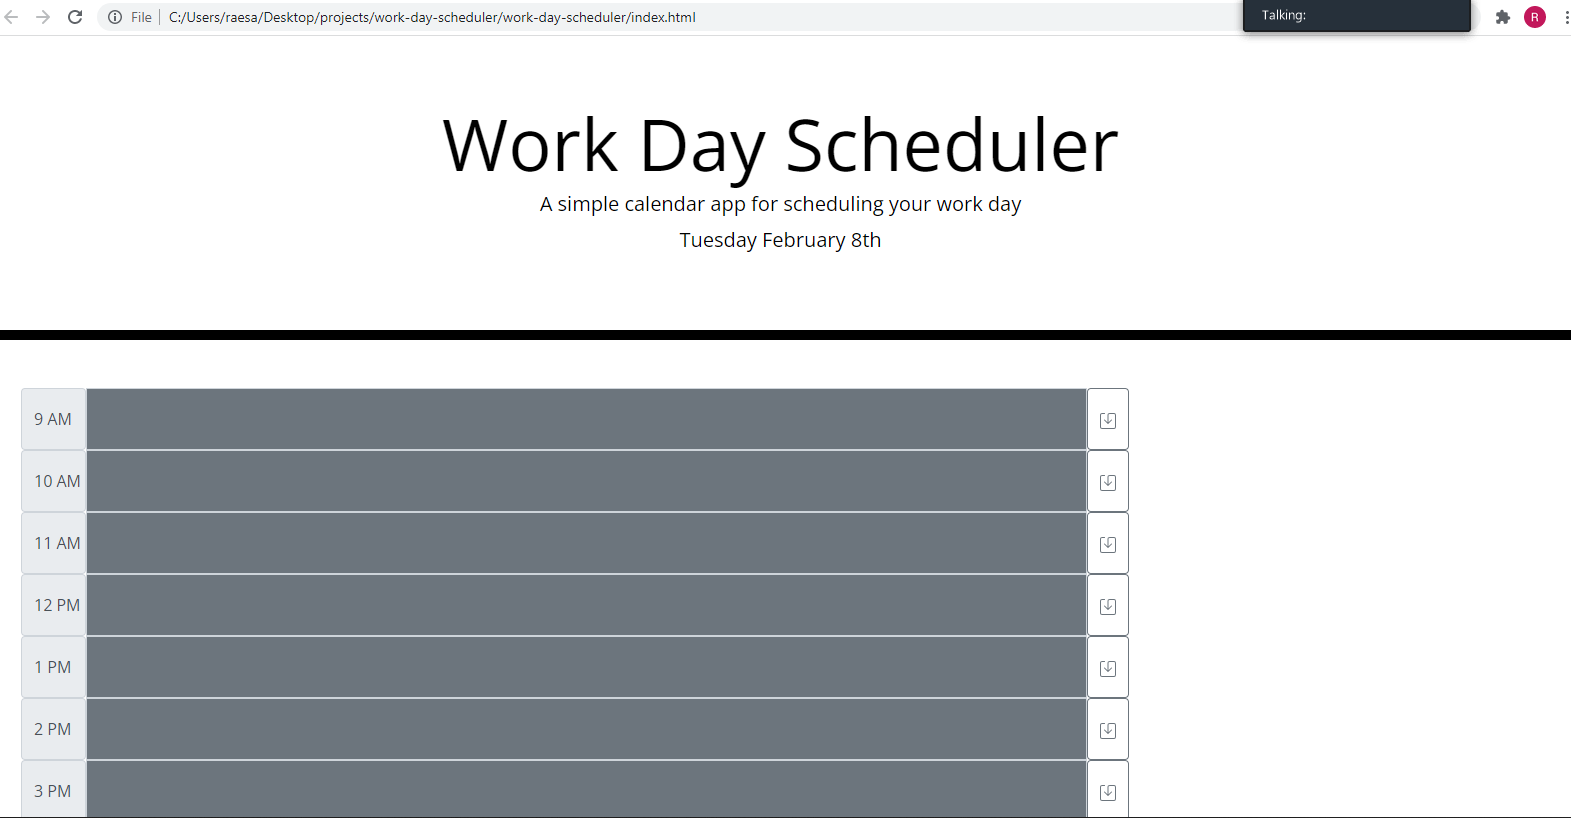 File C:/Users/raesa/Desktop/projects/work-day-scheduler/work-day-scheduler/index.html
Talking:
R
Work Day Scheduler
A simple calendar app for scheduling your work day
Tuesday February 8th
9 AM
10 AM
11 AM
12 PM
1 PM
2 PM
3 PM